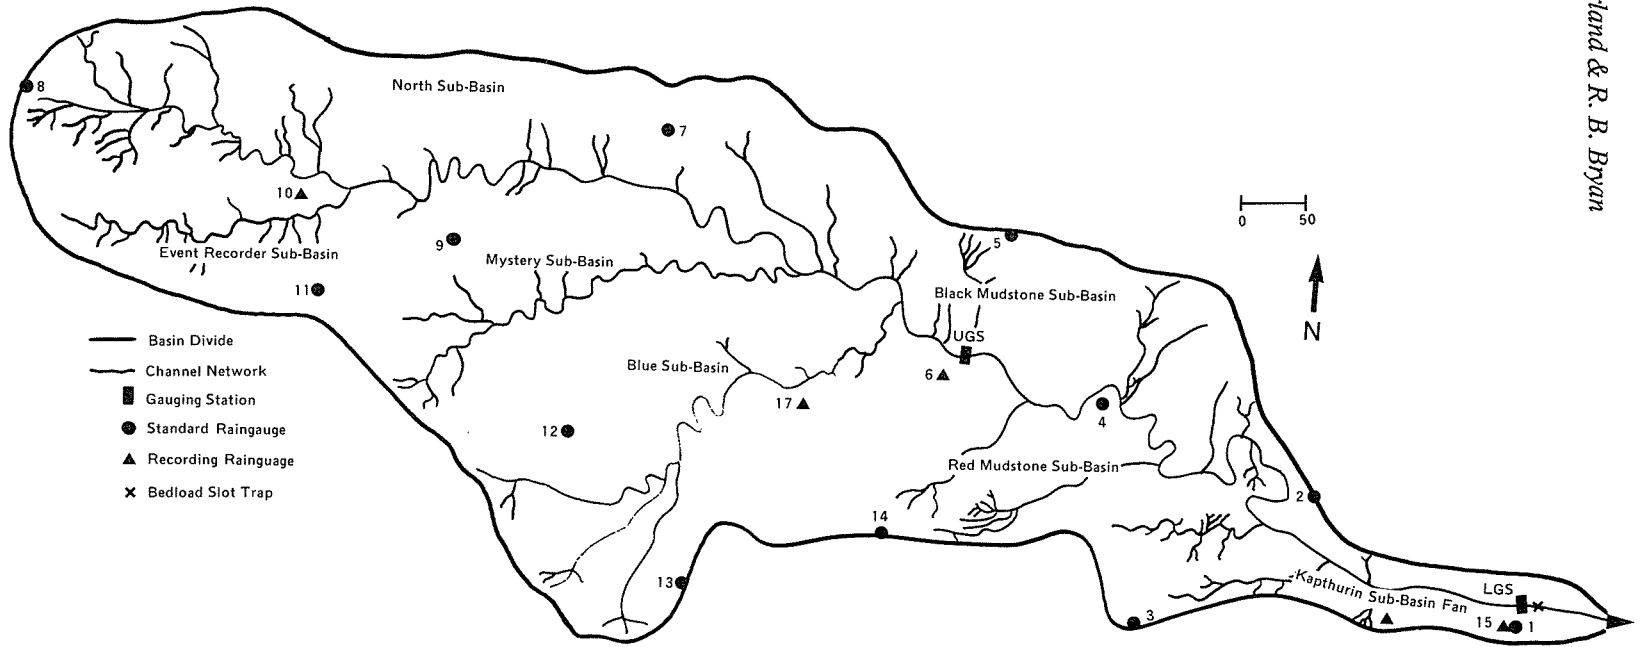 rland & R. B. Bryan
8
North Sub-Basin
7
10
9
5
Event Recorder Sub-Basin
Mystery Sub-Basin
11
Black Mudstone Sub-Basin
0 50
N
UGS
Basin Divide
Channel Network
Gauging Station
Standard Raingauge
Recording Rainguage
Bedload Slot Trap
Blue Sub-Basin
6
17
4
12
Red Mudstone Sub-Basin
2
14
13
Kapthurin Sub-Basin Fan
LGS
3
15
1